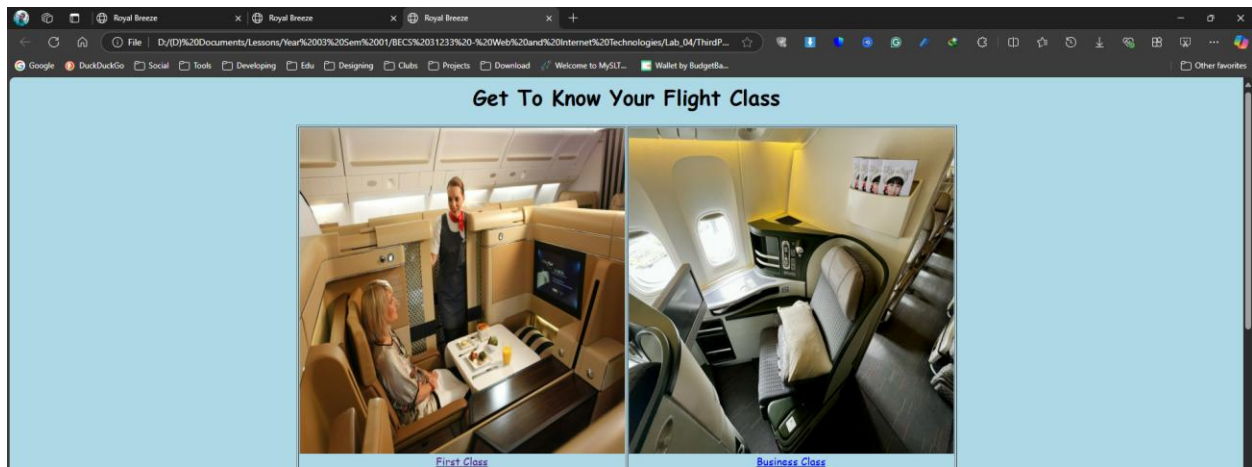 Royal Breeze
Royal Breeze
Royal Breeze
File
D:/(D)%20Documents/Lessons/Year%2003%20Sem%2001/BECS%2031233%20-%20Web%20and%20Internet%20Technologies/Lab_04/ThirdP...
Google DuckDuckGo Social Tools Developing Edu Designing Clubs Projects Download Welcome to MySLT... Wallet by BudgetBa... Other favorites
Get To Know Your Flight Class
First Class
Business Class